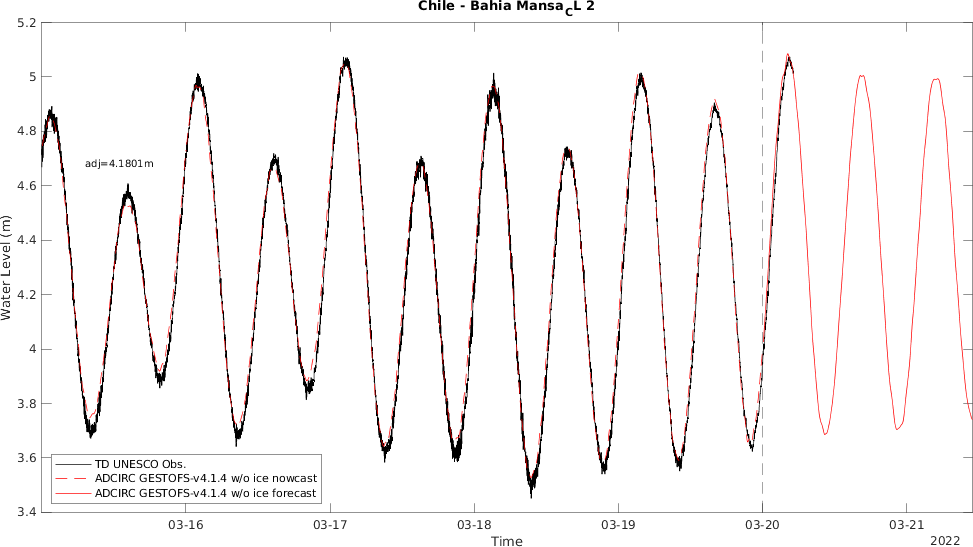 Chile - Bahia Mansa_CL 2
5.2
5
4.8
adj=4.1801m
4.6
4.4
Water Level (m)
4.2
4
3.8
3.6
3.4
TD UNESCO Obs.
ADCIRC GESTOFS-v4.1.4 w/o ice nowcast
ADCIRC GESTOFS-v4.1.4 w/o ice forecast
03-16 03-17 03-18 03-19 03-20 03-21
Time
2022